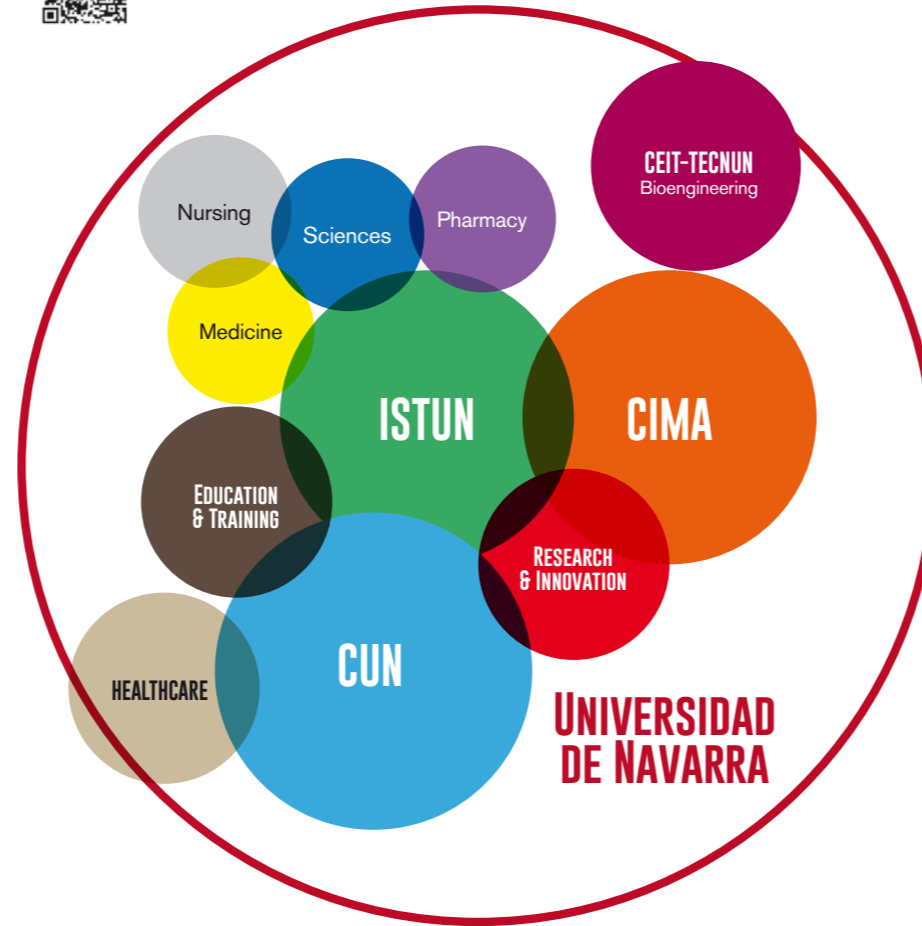 CEIT-TECNUN
Bioengineering
Nursing
Sciences
Pharmacy
Medicine
ISTUN
CIMA
EDUCATION
& TRAINING
RESEARCH
& INNOVATION
CUN
HEALTHCARE
UNIVERSIDAD
DE NAVARRA